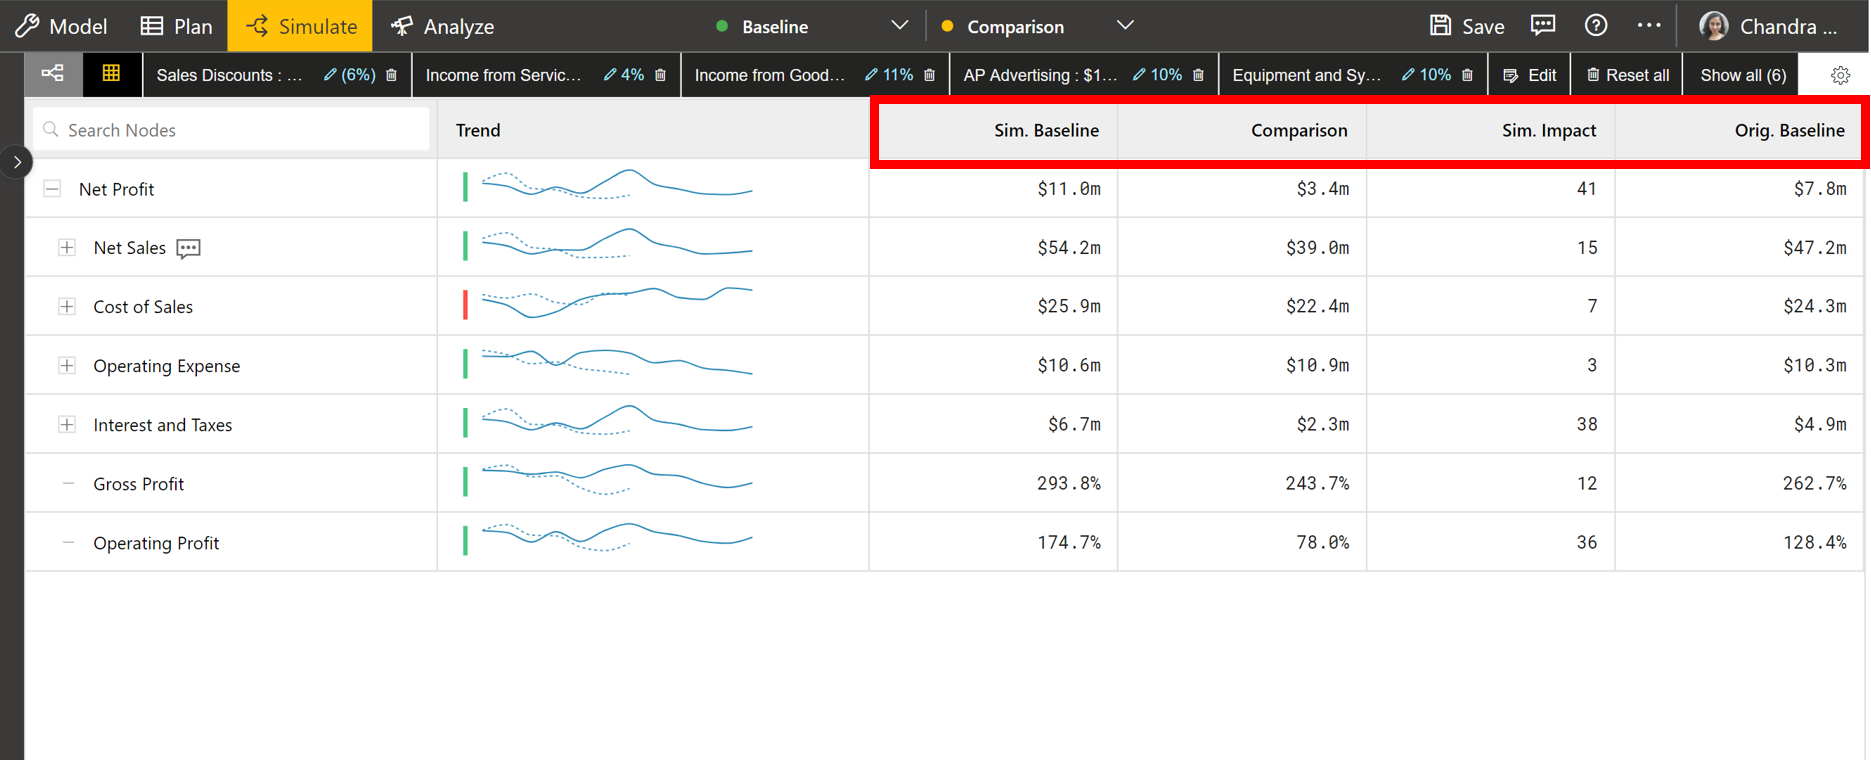 Model Plan Simulate Analyze Baseline Comparison Save Chandra ...
Sales Discounts : ... (6%) Income from Servic... 4% Income from Good... 11% AP Advertising : $1... 10% Equipment and Sy... 10% Edit Reset all Show all (6)
Search Nodes Trend Sim. Baseline Comparison Sim. Impact Orig. Baseline
Net Profit $11.0m $3.4m 41 $7.8m
Net Sales $54.2m $39.0m 15 $47.2m
Cost of Sales $25.9m $22.4m 7 $24.3m
Operating Expense $10.6m $10.9m 3 $10.3m
Interest and Taxes $6.7m $2.3m 38 $4.9m
Gross Profit 293.8% 243.7% 12 262.7%
Operating Profit 174.7% 78.0% 36 128.4%